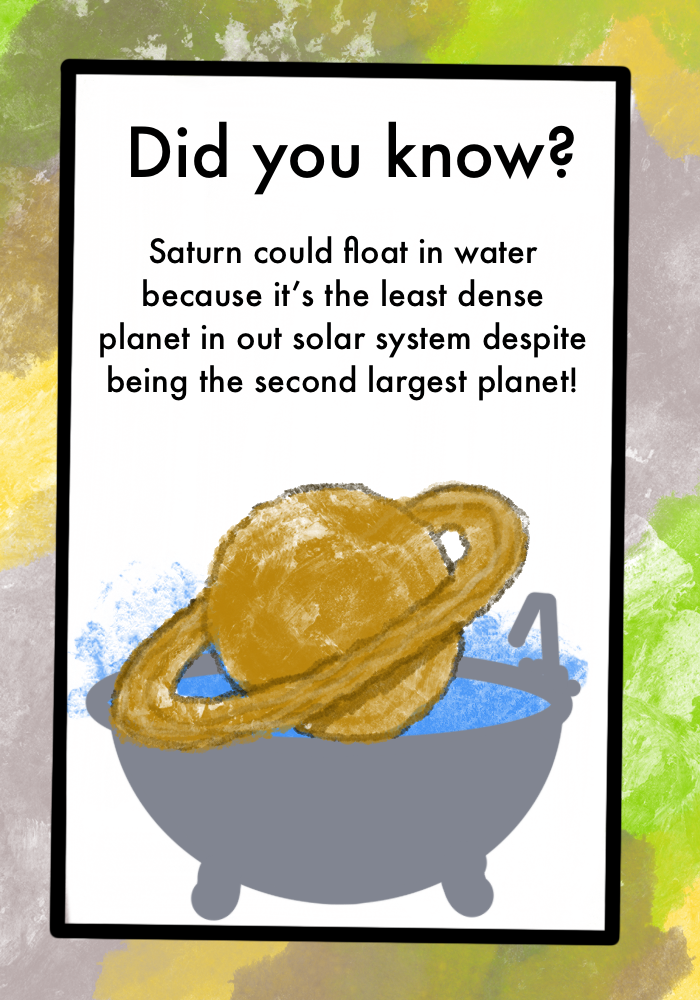 Did you know?
Saturn could float in water
because it’s the least dense
planet in out solar system despite
being the second largest planet!